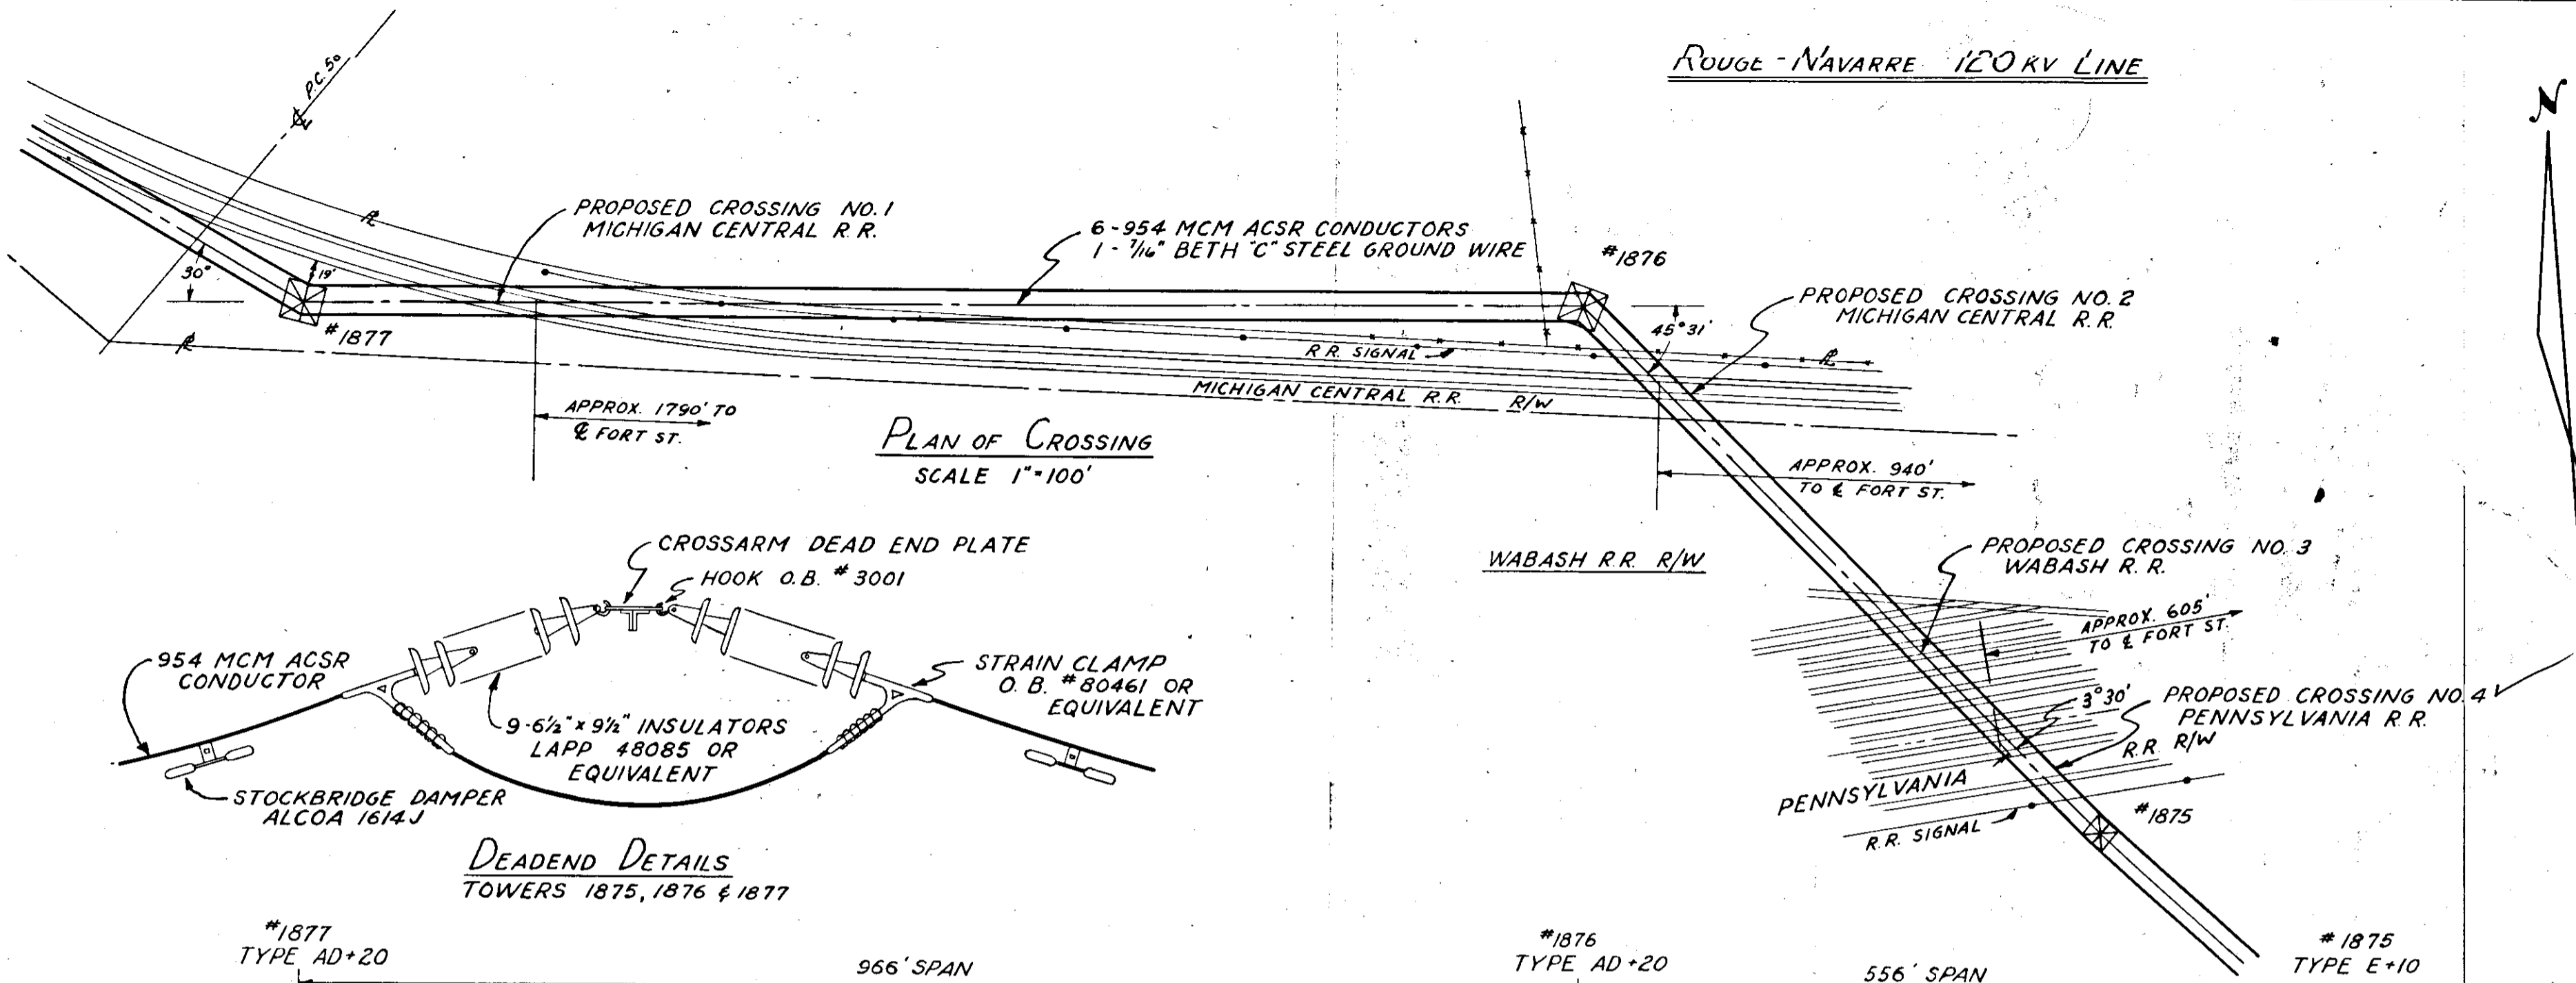 ROUGE - NAVARRE 120 KV LINE
N
℄ P.C. 50
PROPOSED CROSSING NO. 1
MICHIGAN CENTRAL R.R.
6-954 MCM ACSR CONDUCTORS
1 - 7/16" BETH "C" STEEL GROUND WIRE
#1876
PROPOSED CROSSING NO. 2
MICHIGAN CENTRAL R.R.
30°
19'
#1877
45°31'
R.R. SIGNAL
MICHIGAN CENTRAL R.R. R/W
APPROX. 1790' TO
℄ FORT ST.
PLAN OF CROSSING
SCALE 1"=100'
APPROX. 940'
TO ℄ FORT ST.
CROSSARM DEAD END PLATE
HOOK O.B. #3001
WABASH R.R. R/W
PROPOSED CROSSING NO. 3
WABASH R.R.
APPROX. 605'
TO ℄ FORT ST.
954 MCM ACSR
CONDUCTOR
STRAIN CLAMP
O.B. #80461 OR
EQUIVALENT
9-6½" x 9½" INSULATORS
LAPP 48085 OR
EQUIVALENT
STOCKBRIDGE DAMPER
ALCOA 1614J
3°30'
PROPOSED CROSSING NO. 4
PENNSYLVANIA R.R.
PENNSYLVANIA R.R. R/W
R.R. SIGNAL
#1875
DEADEND DETAILS
TOWERS 1875, 1876 & 1877
#1877
TYPE AD+20
966' SPAN
#1876
TYPE AD+20
556' SPAN
#1875
TYPE E+10